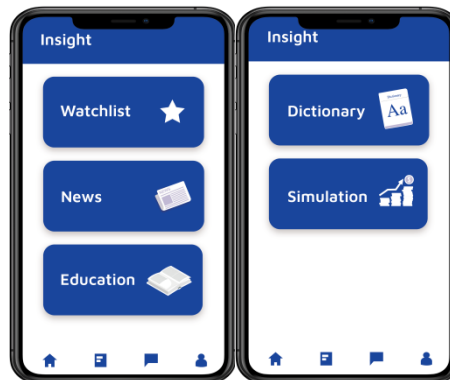 Insight
Watchlist
News
Education
Insight
Dictionary
Aa
Simulation